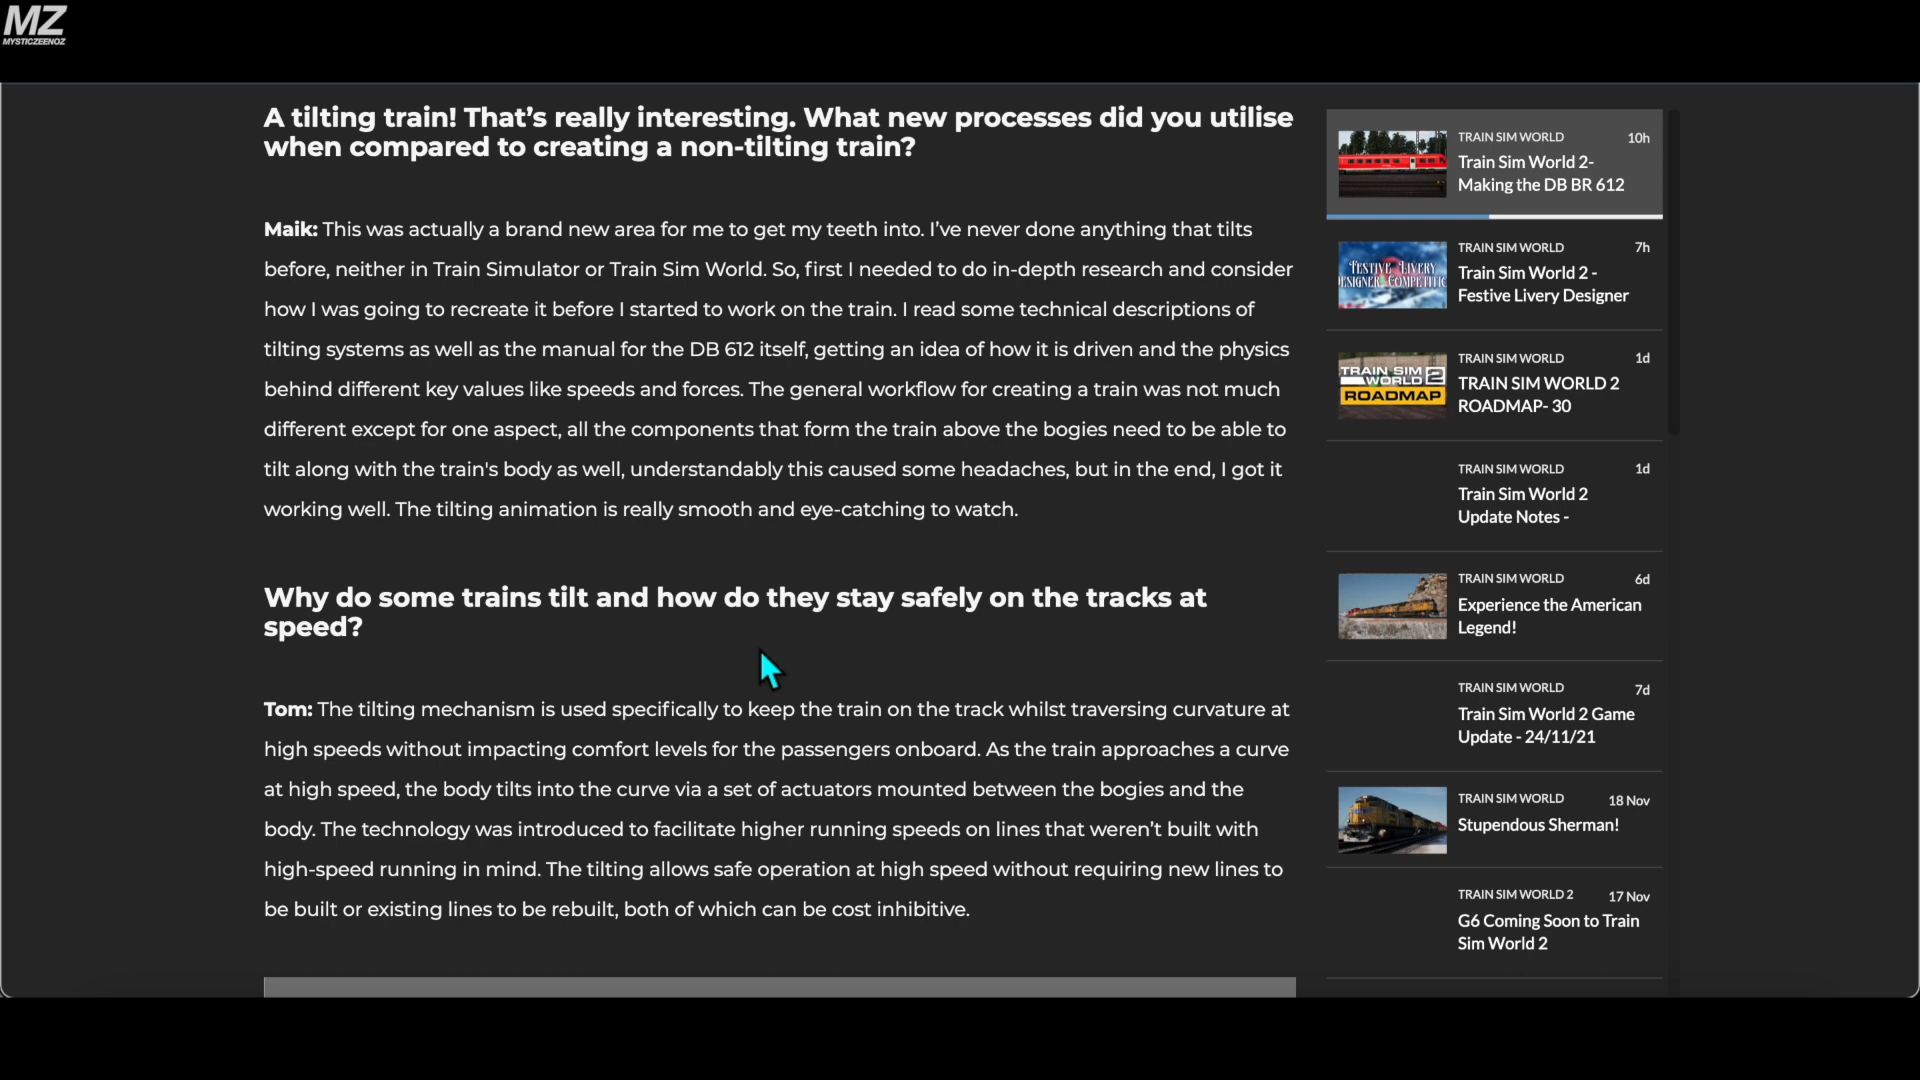 MZ
MYSTICZEENOZ
A tilting train! That’s really interesting. What new processes did you utilise
when compared to creating a non-tilting train?
Maik: This was actually a brand new area for me to get my teeth into. I’ve never done anything that tilts
before, neither in Train Simulator or Train Sim World. So, first I needed to do in-depth research and consider
how I was going to recreate it before I started to work on the train. I read some technical descriptions of
tilting systems as well as the manual for the DB 612 itself, getting an idea of how it is driven and the physics
behind different key values like speeds and forces. The general workflow for creating a train was not much
different except for one aspect, all the components that form the train above the bogies need to be able to
tilt along with the train's body as well, understandably this caused some headaches, but in the end, I got it
working well. The tilting animation is really smooth and eye-catching to watch.
Why do some trains tilt and how do they stay safely on the tracks at
speed?
Tom: The tilting mechanism is used specifically to keep the train on the track whilst traversing curvature at
high speeds without impacting comfort levels for the passengers onboard. As the train approaches a curve
at high speed, the body tilts into the curve via a set of actuators mounted between the bogies and the
body. The technology was introduced to facilitate higher running speeds on lines that weren’t built with
high-speed running in mind. The tilting allows safe operation at high speed without requiring new lines to
be built or existing lines to be rebuilt, both of which can be cost inhibitive.
TRAIN SIM WORLD 10h
Train Sim World 2-
Making the DB BR 612
FESTIVE LIVERY
DESIGNER COMPETITIO
TRAIN SIM WORLD 7h
Train Sim World 2 -
Festive Livery Designer
TRAIN SIM
WORLD 2
ROADMAP
TRAIN SIM WORLD 1d
TRAIN SIM WORLD 2
ROADMAP- 30
TRAIN SIM WORLD 1d
Train Sim World 2
Update Notes -
TRAIN SIM WORLD 6d
Experience the American
Legend!
TRAIN SIM WORLD 7d
Train Sim World 2 Game
Update - 24/11/21
TRAIN SIM WORLD 18 Nov
Stupendous Sherman!
TRAIN SIM WORLD 2 17 Nov
G6 Coming Soon to Train
Sim World 2